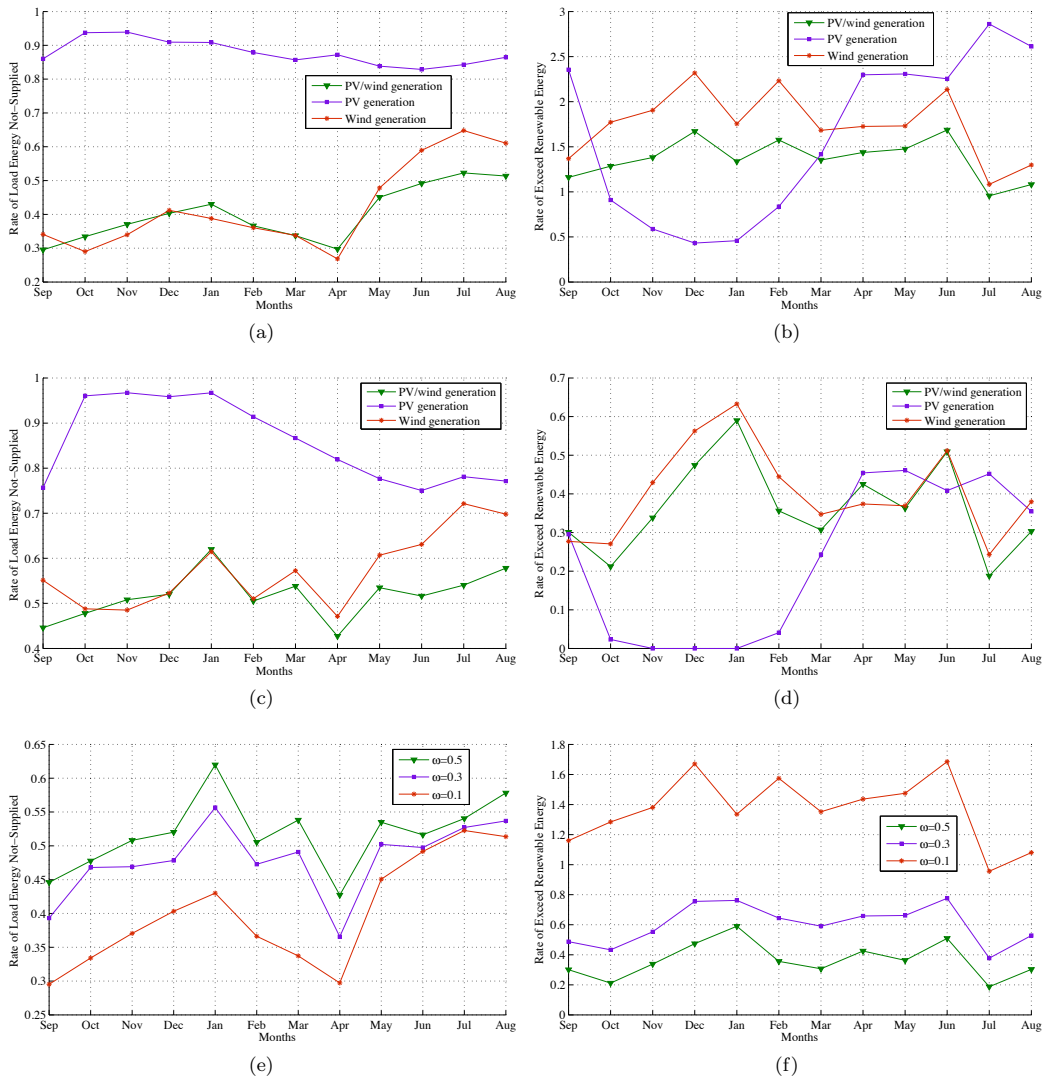 1
0.9
0.8
0.7
0.6
0.5
0.4
0.3
0.2
Rate of Load Energy Not−Supplied
PV/wind generation
PV generation
Wind generation
Sep Oct Nov Dec Jan Feb Mar Apr May Jun Jul Aug
Months
(a)
3
2.5
2
1.5
1
0.5
0
Rate of Exceed Renewable Energy
PV/wind generation
PV generation
Wind generation
Sep Oct Nov Dec Jan Feb Mar Apr May Jun Jul Aug
Months
(b)
1
0.9
0.8
0.7
0.6
0.5
0.4
Rate of Load Energy Not−Supplied
PV/wind generation
PV generation
Wind generation
Sep Oct Nov Dec Jan Feb Mar Apr May Jun Jul Aug
Months
(c)
0.7
0.6
0.5
0.4
0.3
0.2
0.1
0
Rate of Exceed Renewable Energy
PV/wind generation
PV generation
Wind generation
Sep Oct Nov Dec Jan Feb Mar Apr May Jun Jul Aug
Months
(d)
0.65
0.6
0.55
0.5
0.45
0.4
0.35
0.3
0.25
Rate of Load Energy Not−Supplied
ω=0.5
ω=0.3
ω=0.1
Sep Oct Nov Dec Jan Feb Mar Apr May Jun Jul Aug
Months
(e)
1.8
1.6
1.4
1.2
1
0.8
0.6
0.4
0.2
0
Rate of Exceed Renewable Energy
ω=0.5
ω=0.3
ω=0.1
Sep Oct Nov Dec Jan Feb Mar Apr May Jun Jul Aug
Months
(f)